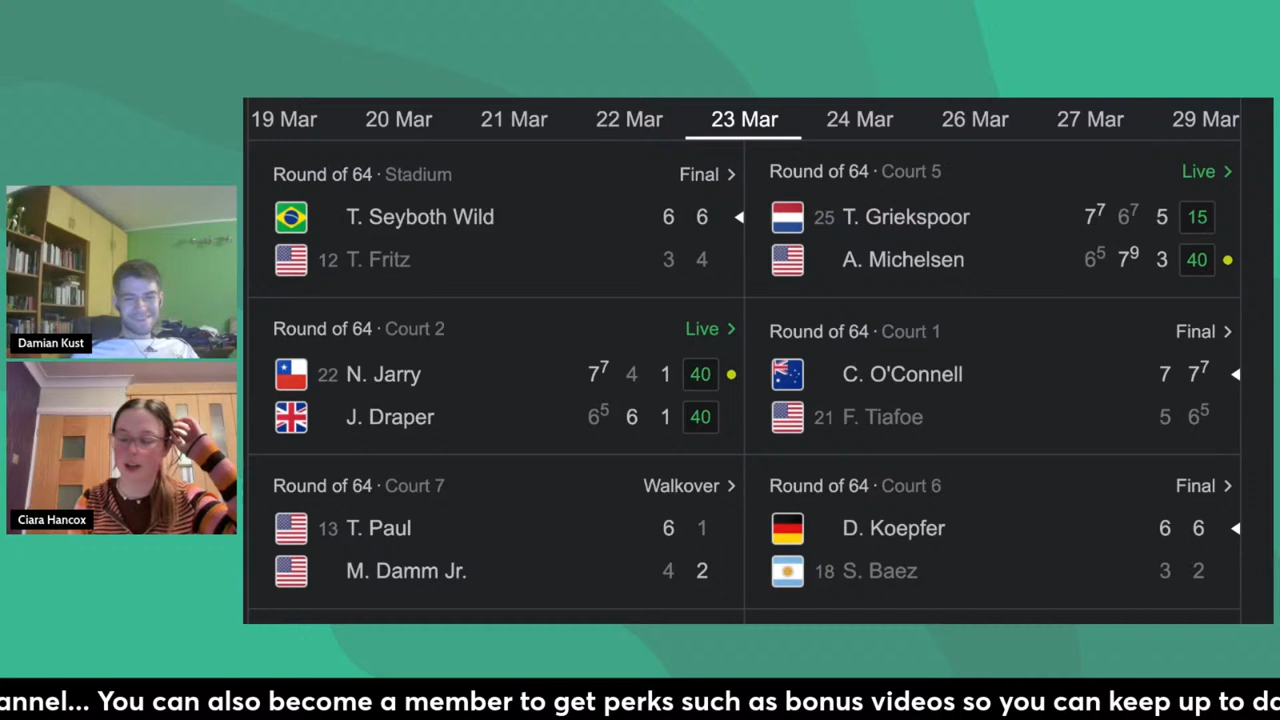 19 Mar 20 Mar 21 Mar 22 Mar 23 Mar 24 Mar 26 Mar 27 Mar 29 Mar
Round of 64 · Stadium Final >
T. Seyboth Wild 6 6
12 T. Fritz 3 4
Round of 64 · Court 5 Live >
25 T. Griekspoor 7⁷ 6⁷ 5 15
A. Michelsen 6⁵ 7⁹ 3 40
Round of 64 · Court 2 Live >
22 N. Jarry 7⁷ 4 1 40
J. Draper 6⁵ 6 1 40
Round of 64 · Court 1 Final >
C. O'Connell 7 7⁷
21 F. Tiafoe 5 6⁵
Round of 64 · Court 7 Walkover >
13 T. Paul 6 1
M. Damm Jr. 4 2
Round of 64 · Court 6 Final >
D. Koepfer 6 6
18 S. Baez 3 2
Damian Kust
Ciara Hancox
annel... You can also become a member to get perks such as bonus videos so you can keep up to da